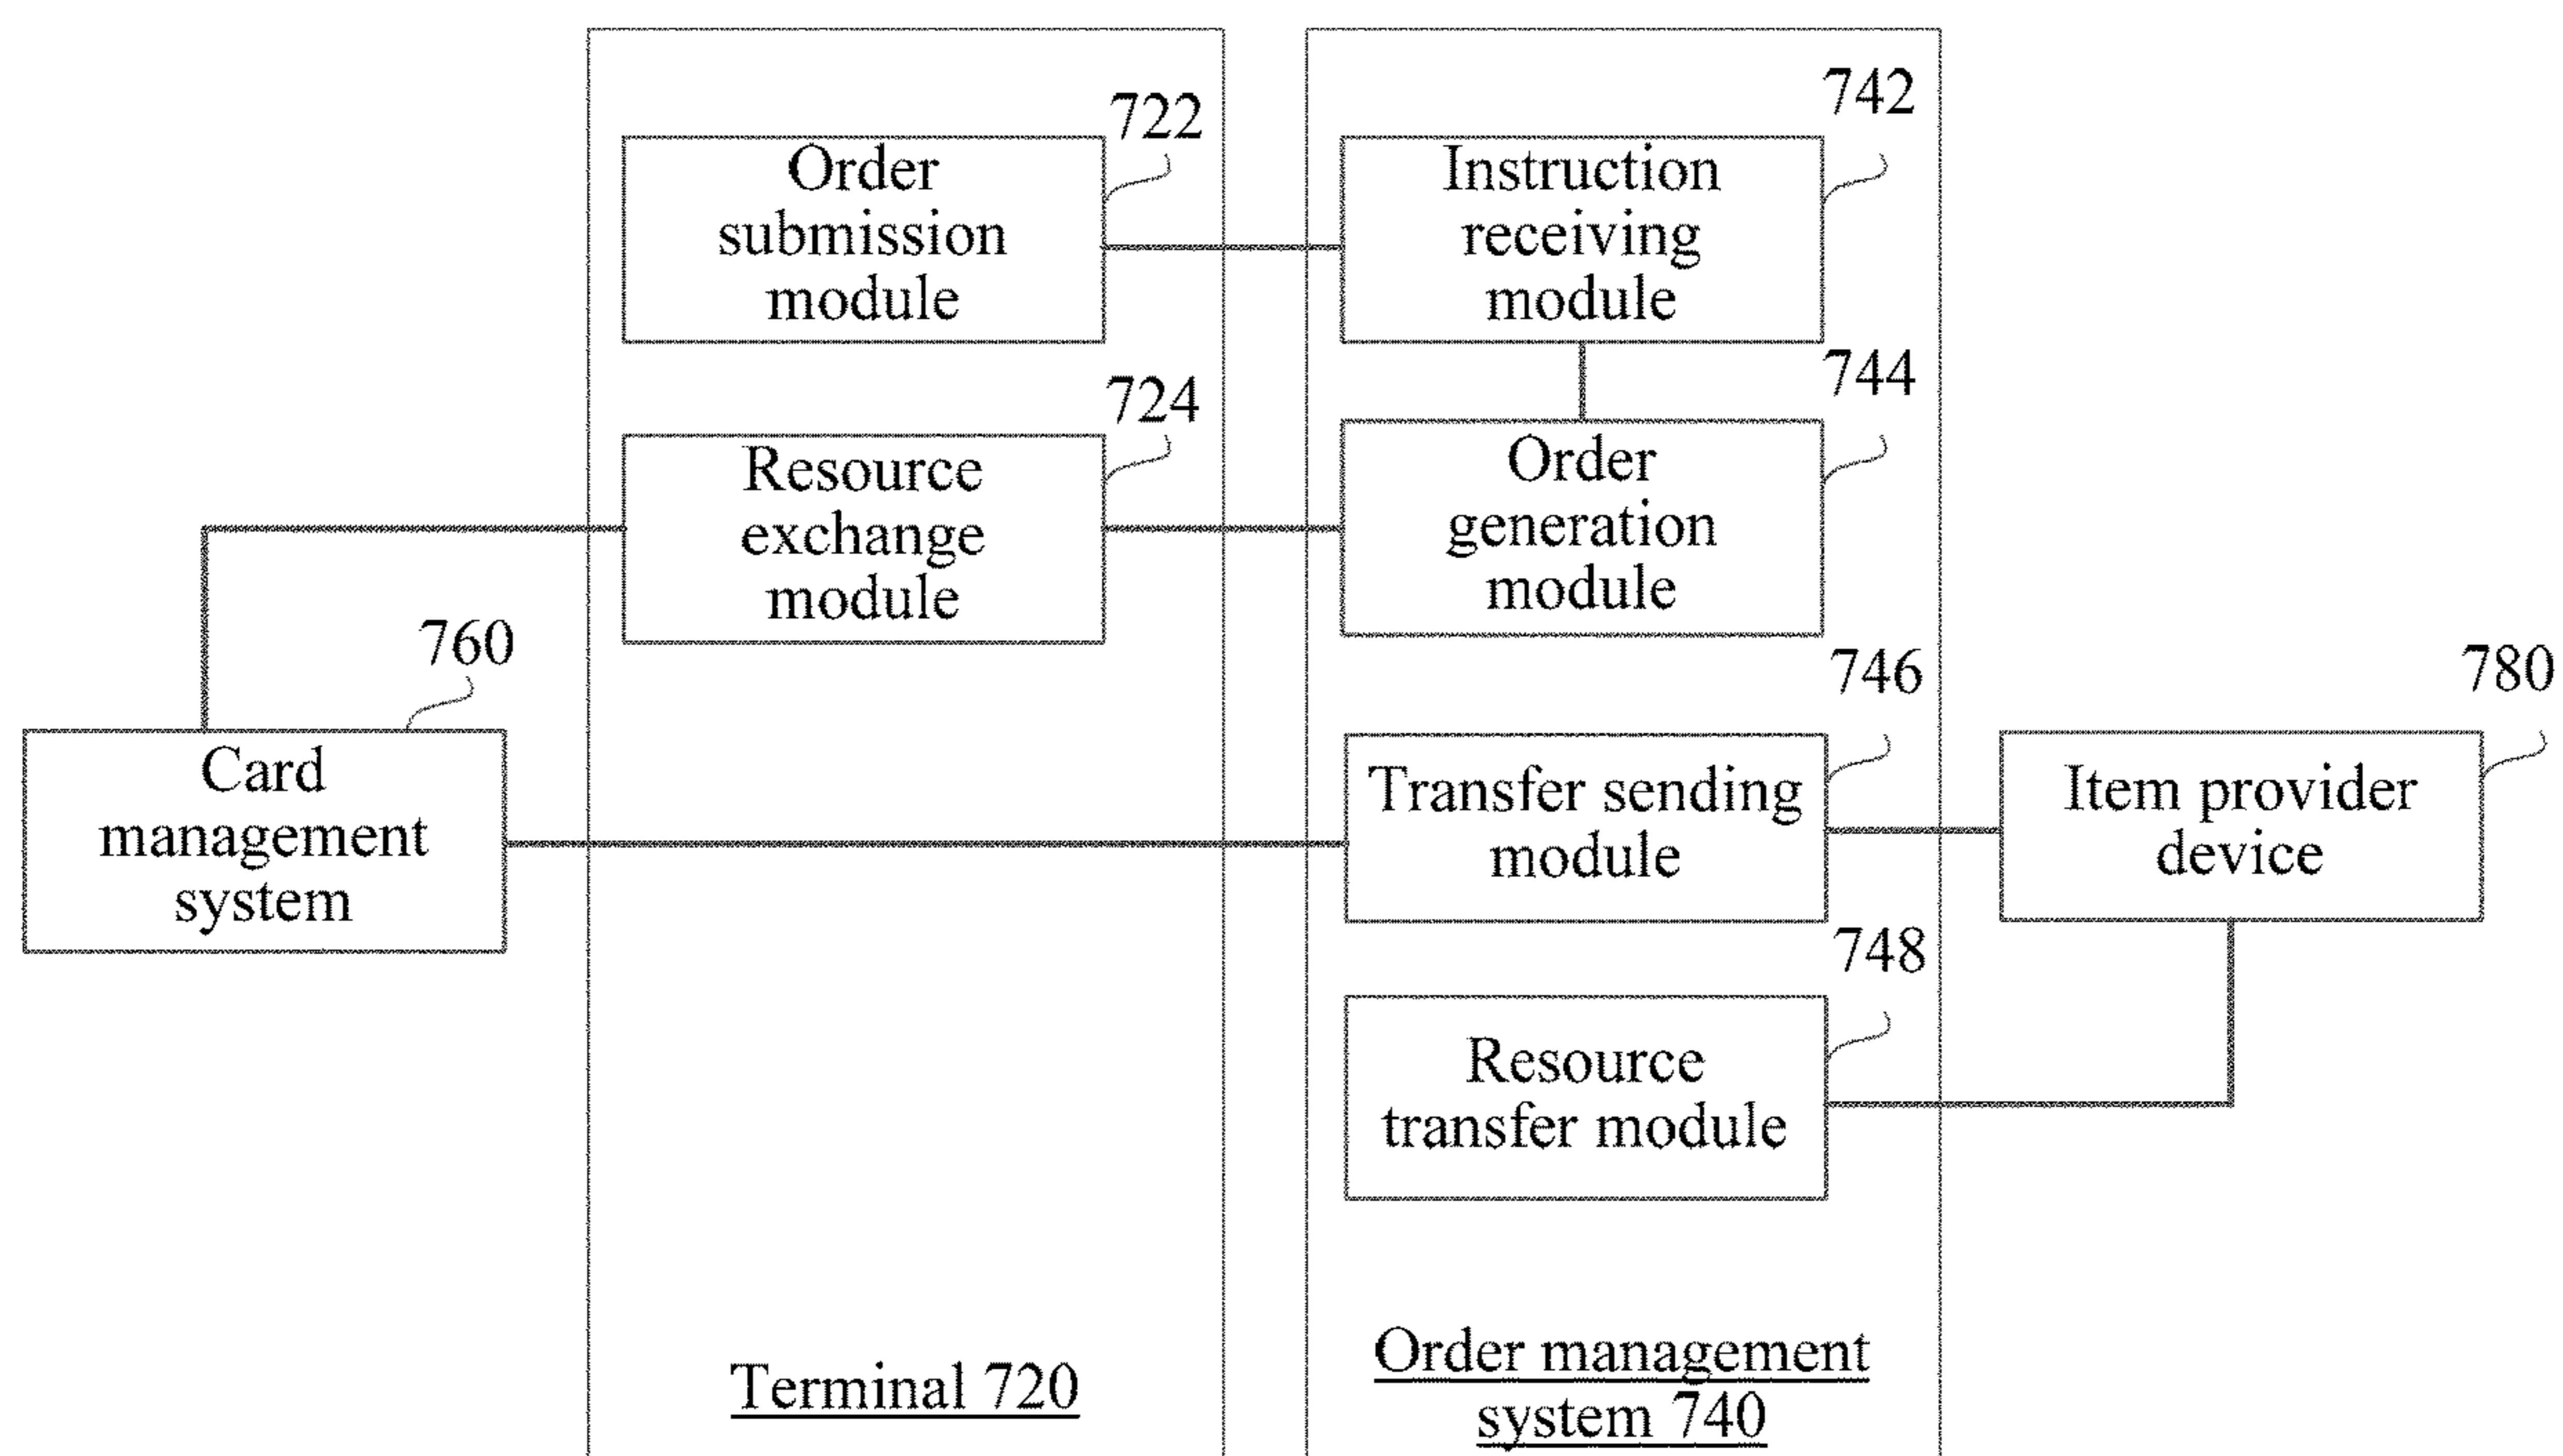 722
Order
submission
module
742
Instruction
receiving
module
724
Resource
exchange
module
744
Order
generation
module
760
Card
management
system
746
Transfer sending
module
780
Item provider
device
748
Resource
transfer module
Terminal 720
Order management
system 740